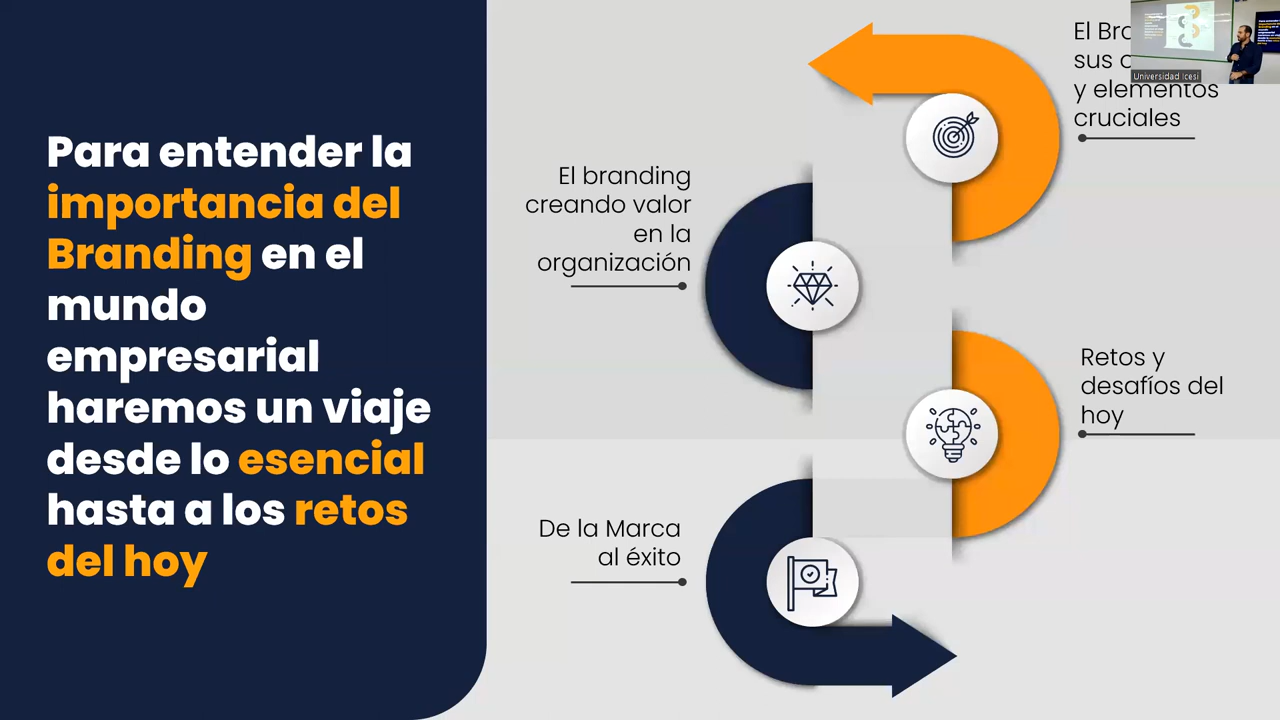 Para entender la
importancia del
Branding en el
mundo
empresarial
haremos un viaje
desde lo esencial
hasta a los retos
del hoy
El
sus
y elementos
cruciales
El branding
creando valor
en la
organización
Retos y
desafíos del
hoy
De la Marca
al éxito
Universidad Icesi